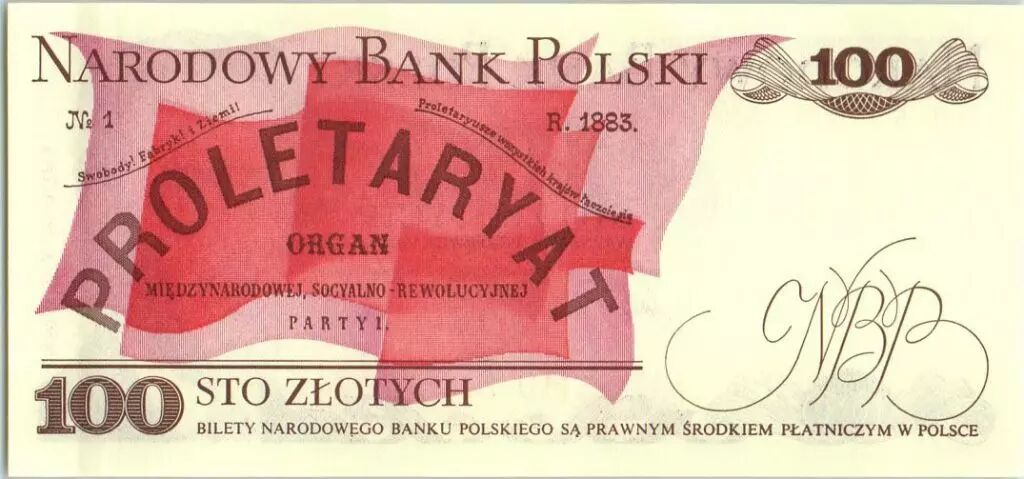 NARODOWY BANK POLSKI
100
№ 1
R. 1883.
Swobody! Fabryk! i Ziemi!
Proletaryusze wszystkich krajów łączcie się
PROLETARYAT
ORGAN
MIĘDZYNARODOWEJ, SOCYALNO-REWOLUCYJNEJ
PARTYI.
NBP
100 STO ZŁOTYCH
BILETY NARODOWEGO BANKU POLSKIEGO SĄ PRAWNYM ŚRODKIEM PŁATNICZYM W POLSCE